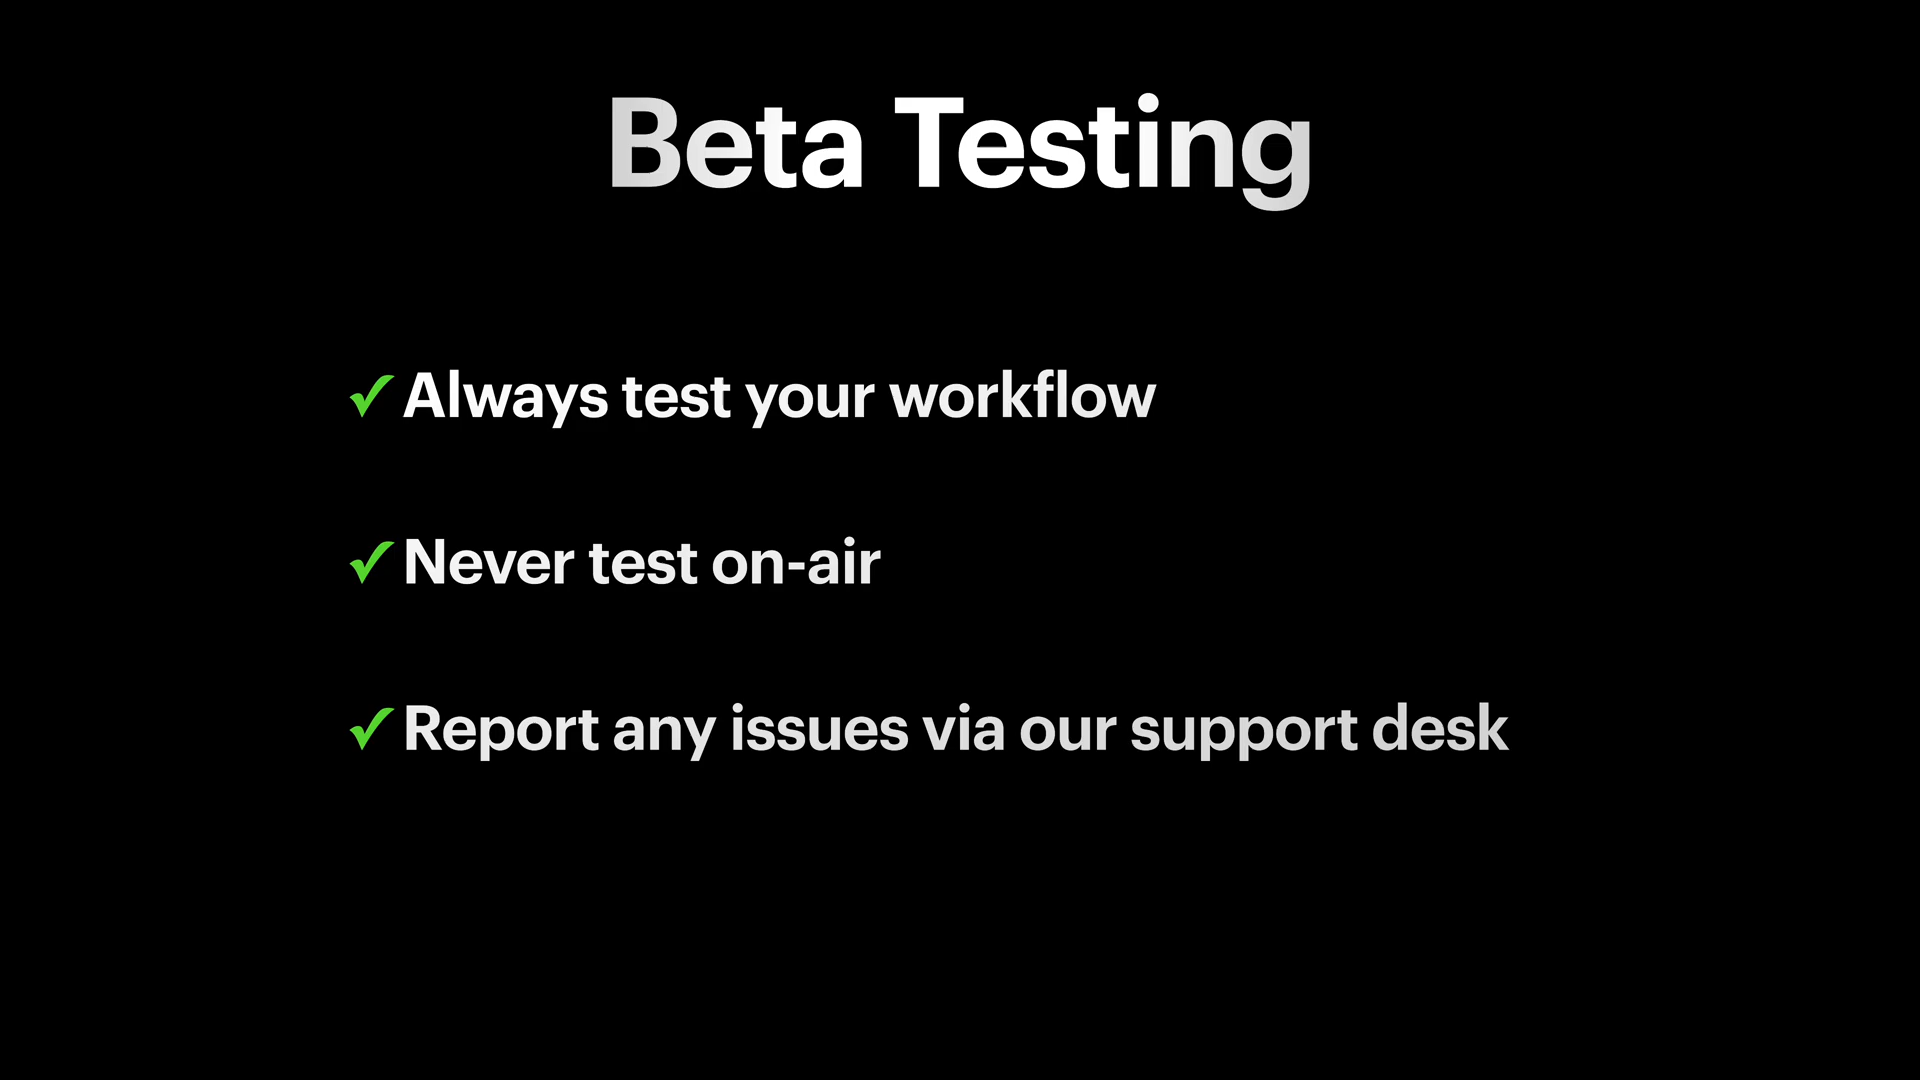 Beta Testing
✓ Always test your workflow
✓ Never test on-air
✓ Report any issues via our support desk